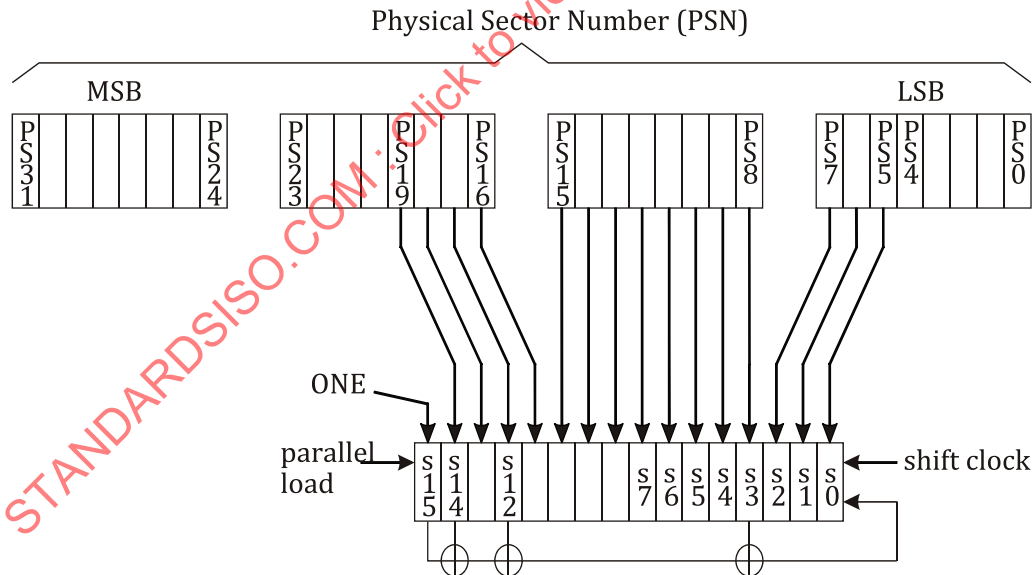 Physical Sector Number (PSN)
MSB
LSB
PS31
PS24
PS23
PS19
PS16
PS15
PS8
PS7
PS5
PS4
PS0
ONE
parallel
load
s15
s14
s12
s7
s6
s5
s4
s3
s2
s1
s0
shift clock
STANDARDSISO.COM : Click to vie